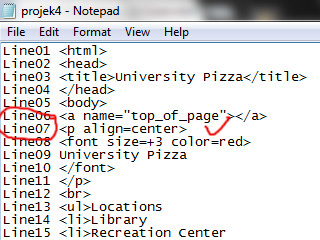 projek4 - Notepad
File Edit Format View Help
Line01 <html>
Line02 <head>
Line03 <title>University Pizza</title>
Line04 </head>
Line05 <body>
Line06 <a name="top_of_page"></a>
Line07 <p align=center>
Line08 <font size=+3 color=red>
Line09 University Pizza
Line10 </font>
Line11 </p>
Line12 <br>
Line13 <ul>Locations
Line14 <li>Library
Line15 <li>Recreation Center